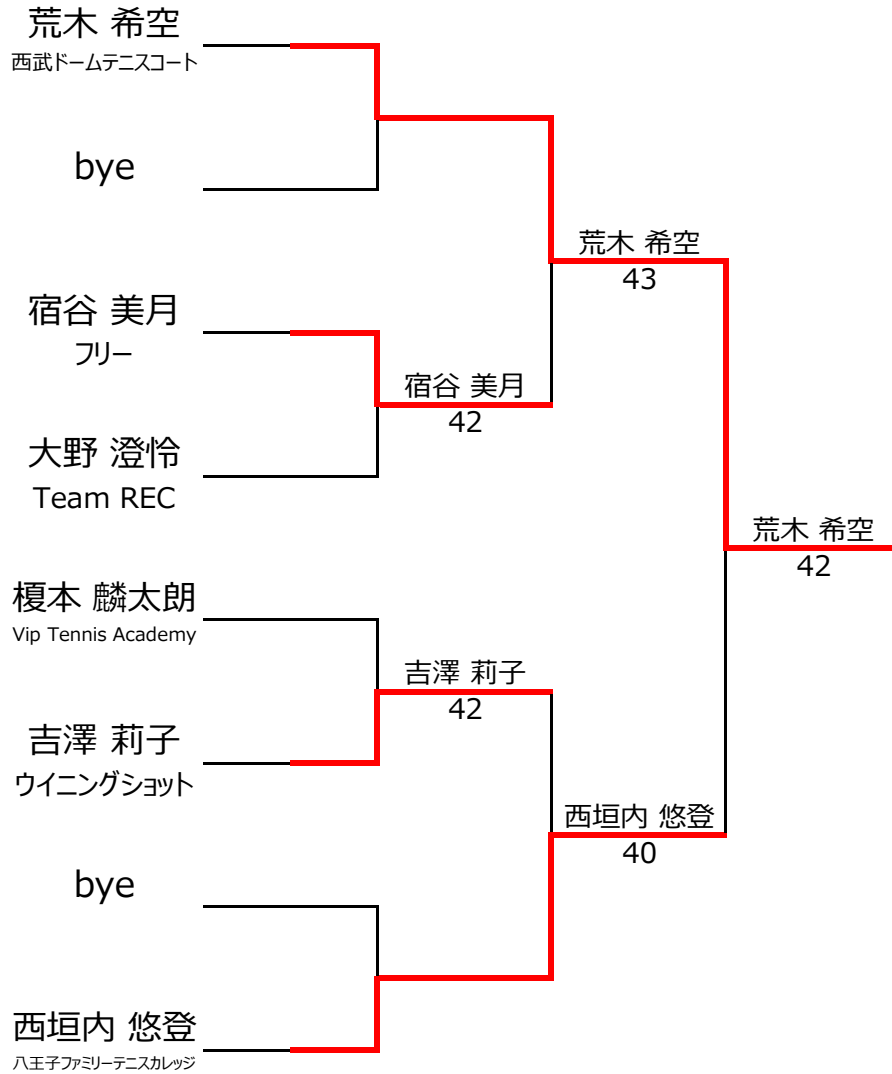 荒木 希空
西武ドームテニスコート
bye
荒木 希空
43
宿谷 美月
フリー
宿谷 美月
42
大野 澄怜
Team REC
荒木 希空
42
榎本 麟太朗
Vip Tennis Academy
吉澤 莉子
42
吉澤 莉子
ウイニングショット
西垣内 悠登
40
bye
西垣内 悠登
八王子ファミリーテニスカレッジ